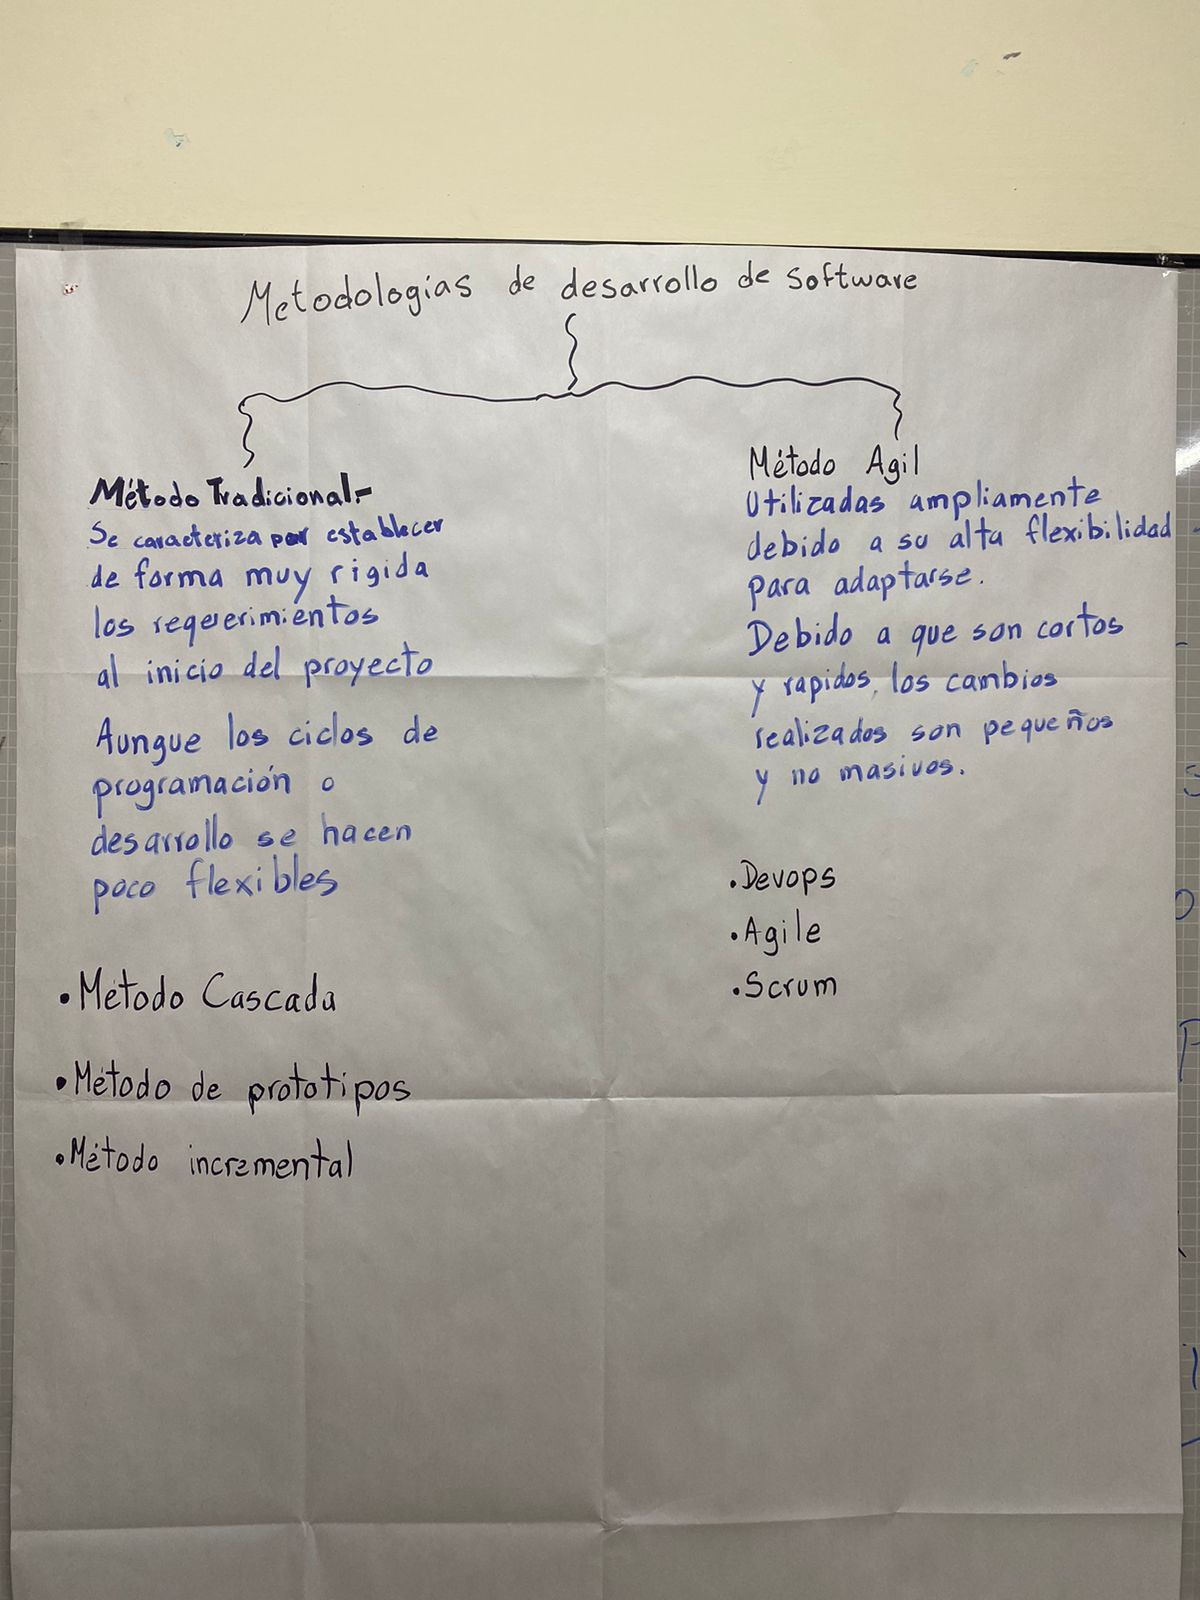 Metodologías de desarrollo de software
Método Tradicional.-
Se caracteriza por establecer
de forma muy rigida
los requerimientos
al inicio del proyecto
Aunque los ciclos de
programación o
desarrollo se hacen
poco flexibles
•Método Cascada
•Método de prototipos
•Método incremental
Método Agil
Utilizadas ampliamente
debido a su alta flexibilidad
para adaptarse.
Debido a que son cortos
y rapidos, los cambios
realizados son pequeños
y no masivos.
•Devops
•Agile
•Scrum